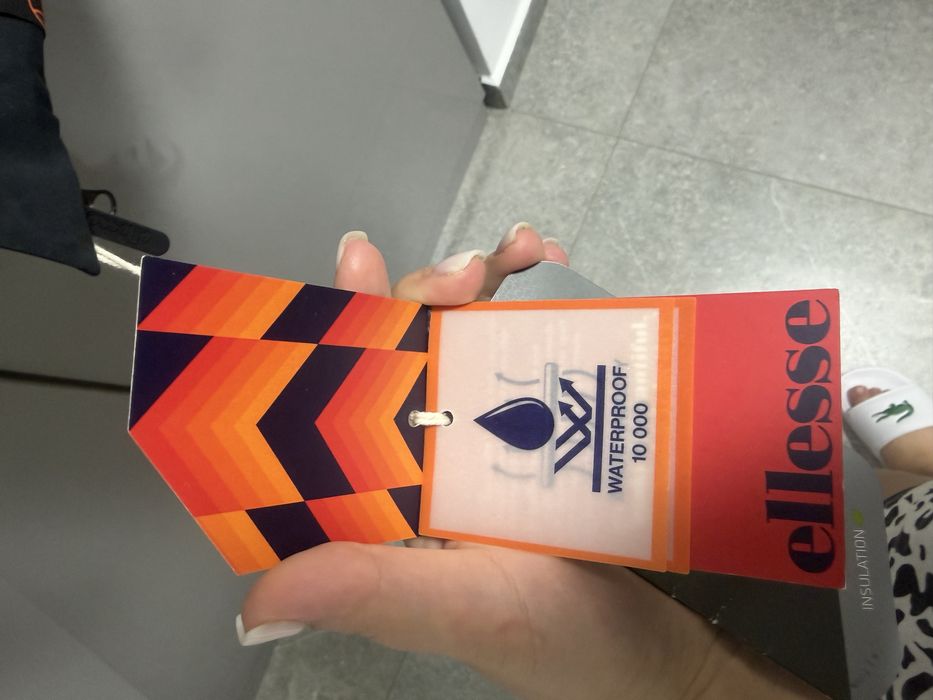 WATERPROOF
10 000
ellesse
INSULATION